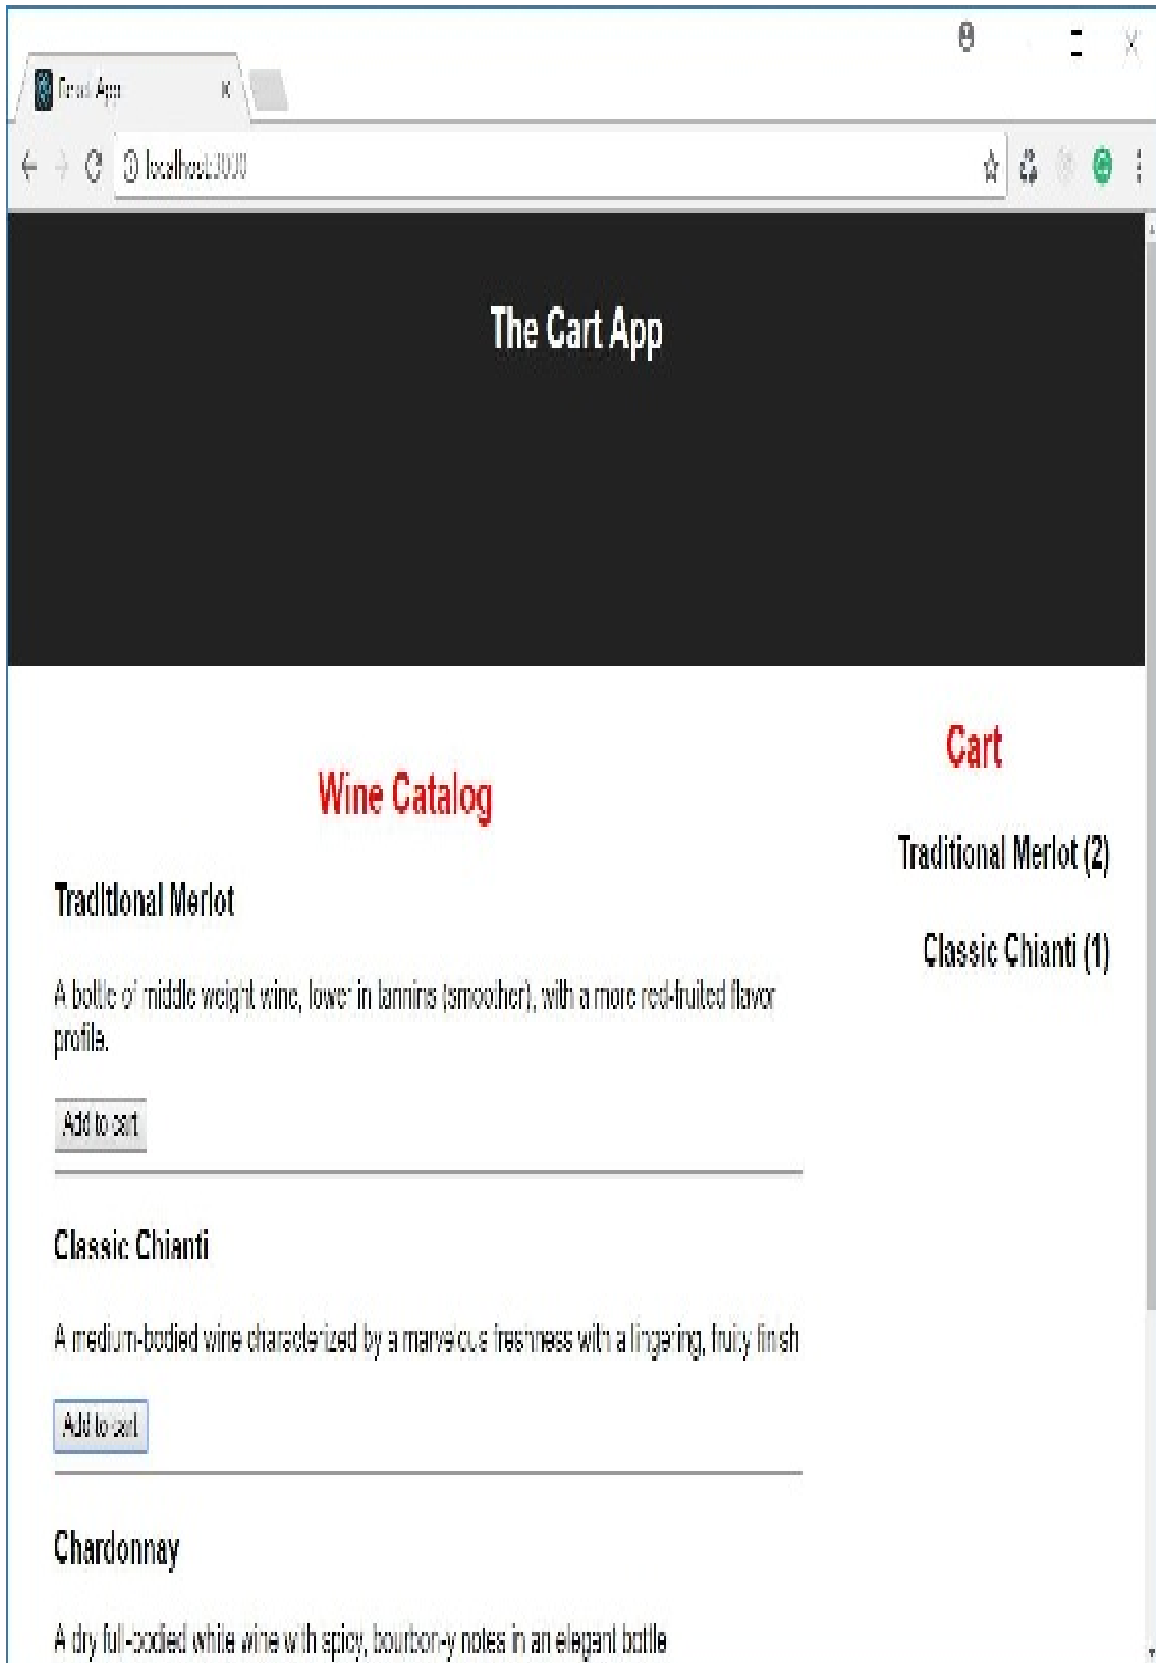 React App
localhost:3000
The Cart App
Wine Catalog
Traditional Merlot
A bottle of middle weight wine, lower in tannins (smoother), with a more red-fruited flavor
profile.
Add to cart
Classic Chianti
A medium-bodied wine characterized by a marvelous freshness with a lingering, fruity finish
Add to cart
Chardonnay
A dry full-bodied white wine with spicy, bourbon-y notes in an elegant bottle
Cart
Traditional Merlot (2)
Classic Chianti (1)